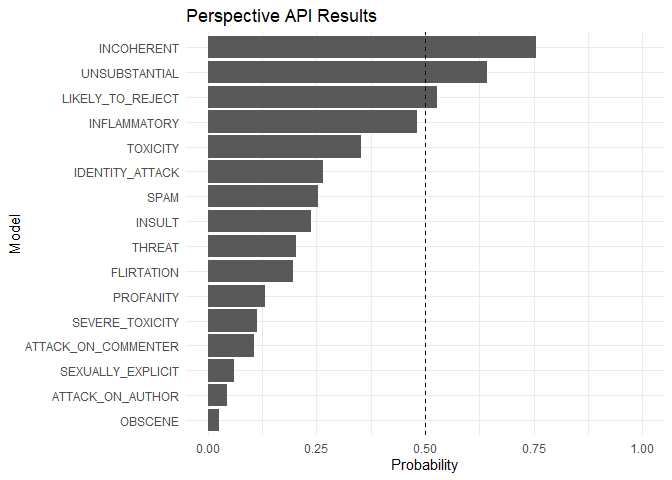 Perspective API Results
INCOHERENT
UNSUBSTANTIAL
LIKELY_TO_REJECT
INFLAMMATORY
TOXICITY
IDENTITY_ATTACK
SPAM
INSULT
THREAT
FLIRTATION
PROFANITY
SEVERE_TOXICITY
ATTACK_ON_COMMENTER
SEXUALLY_EXPLICIT
ATTACK_ON_AUTHOR
OBSCENE
Model
0.00 0.25 0.50 0.75 1.00
Probability